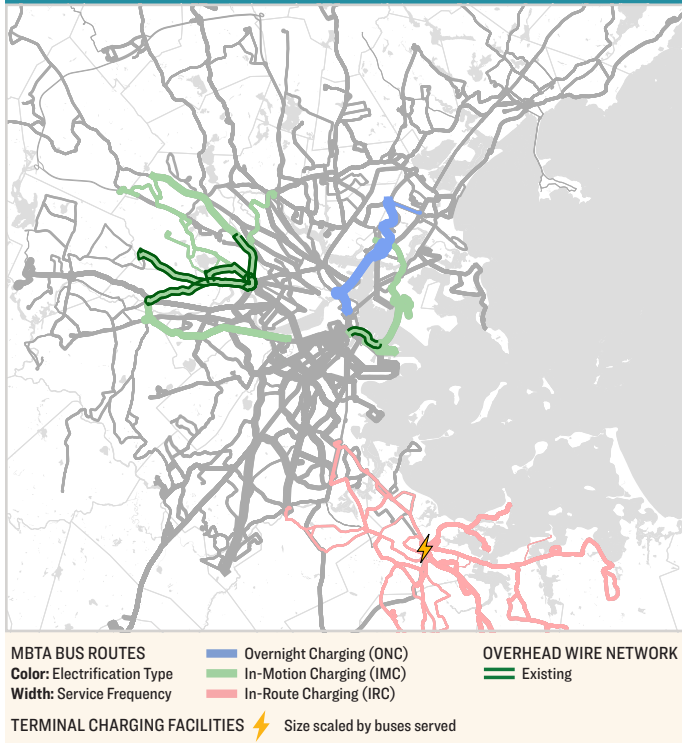 MBTA BUS ROUTES
Color: Electrification Type
Width: Service Frequency
Overnight Charging (ONC)
In-Motion Charging (IMC)
In-Route Charging (IRC)
OVERHEAD WIRE NETWORK
Existing
TERMINAL CHARGING FACILITIES
Size scaled by buses served